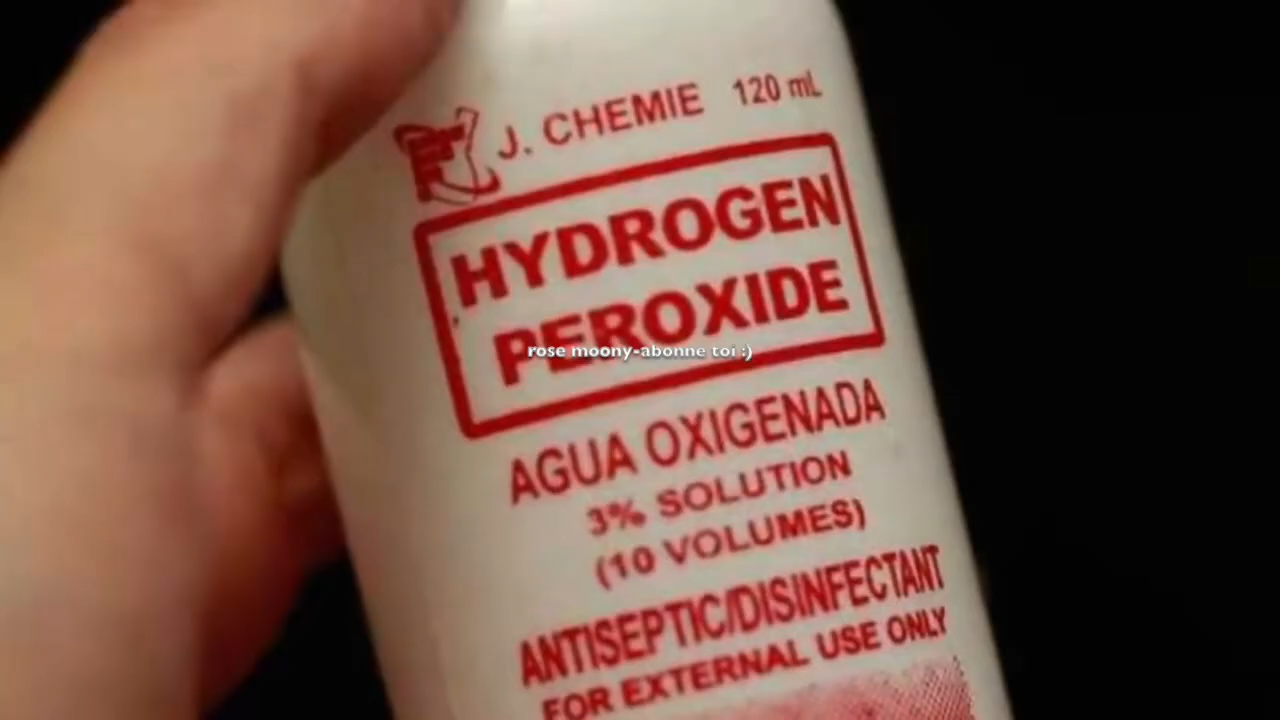 J. CHEMIE 120 mL
HYDROGEN
PEROXIDE
rose moony-abonne toi :)
AGUA OXIGENADA
3% SOLUTION
(10 VOLUMES)
ANTISEPTIC/DISINFECTANT
FOR EXTERNAL USE ONLY